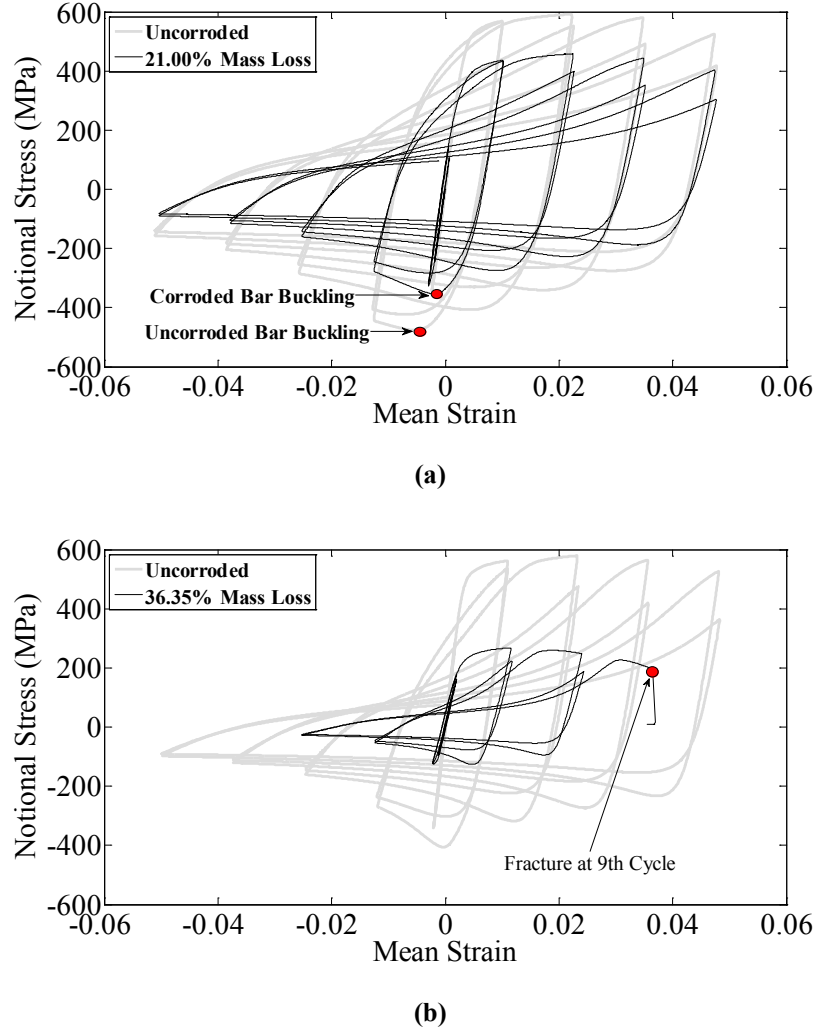 600
400
200
0
-200
-400
-600
Notional Stress (MPa)
Uncorroded
21.00% Mass Loss
Corroded Bar Buckling
Uncorroded Bar Buckling
-0.06 -0.04 -0.02 0 0.02 0.04 0.06
Mean Strain
(a)
600
400
200
0
-200
-400
-600
Notional Stress (MPa)
Uncorroded
36.35% Mass Loss
Fracture at 9th Cycle
-0.06 -0.04 -0.02 0 0.02 0.04 0.06
Mean Strain
(b)